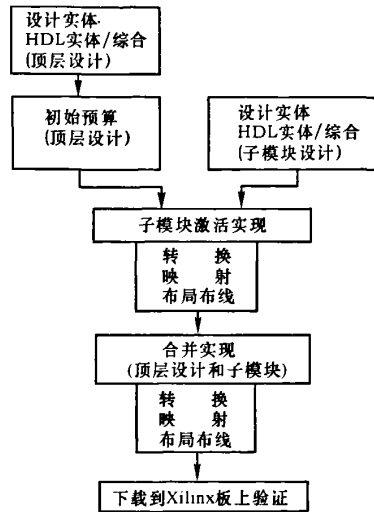 设计实体·
HDL实体/综合
(顶层设计)
初始预算
(顶层设计)
设计实体
HDL实体/综合
(子模块设计)
子模块激活实现
转 换
映 射
布局布线
合并实现
(顶层设计和子模块)
转 换
映 射
布局布线
下载到Xilinx板上验证